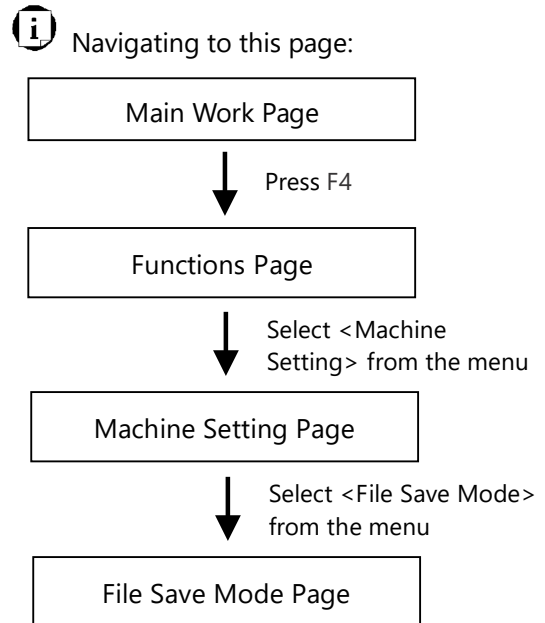 i
Navigating to this page:
Main Work Page
Press F4
Functions Page
Select <Machine
Setting> from the menu
Machine Setting Page
Select <File Save Mode>
from the menu
File Save Mode Page